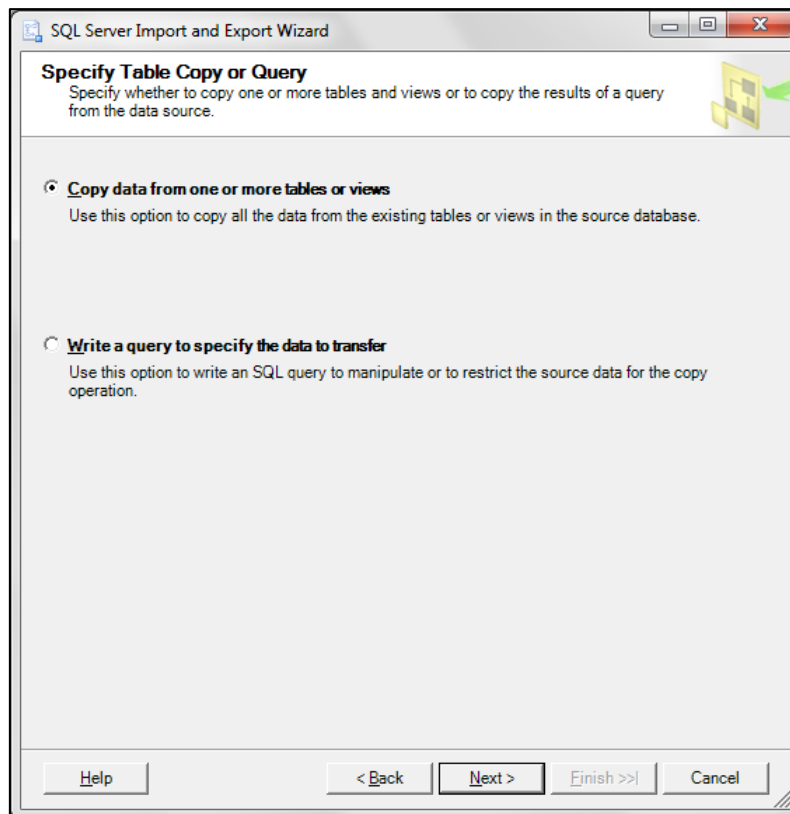 SQL Server Import and Export Wizard
Specify Table Copy or Query
Specify whether to copy one or more tables and views or to copy the results of a query
from the data source.
Copy data from one or more tables or views
Use this option to copy all the data from the existing tables or views in the source database.
Write a query to specify the data to transfer
Use this option to write an SQL query to manipulate or to restrict the source data for the copy
operation.
Help < Back Next > Finish >>| Cancel